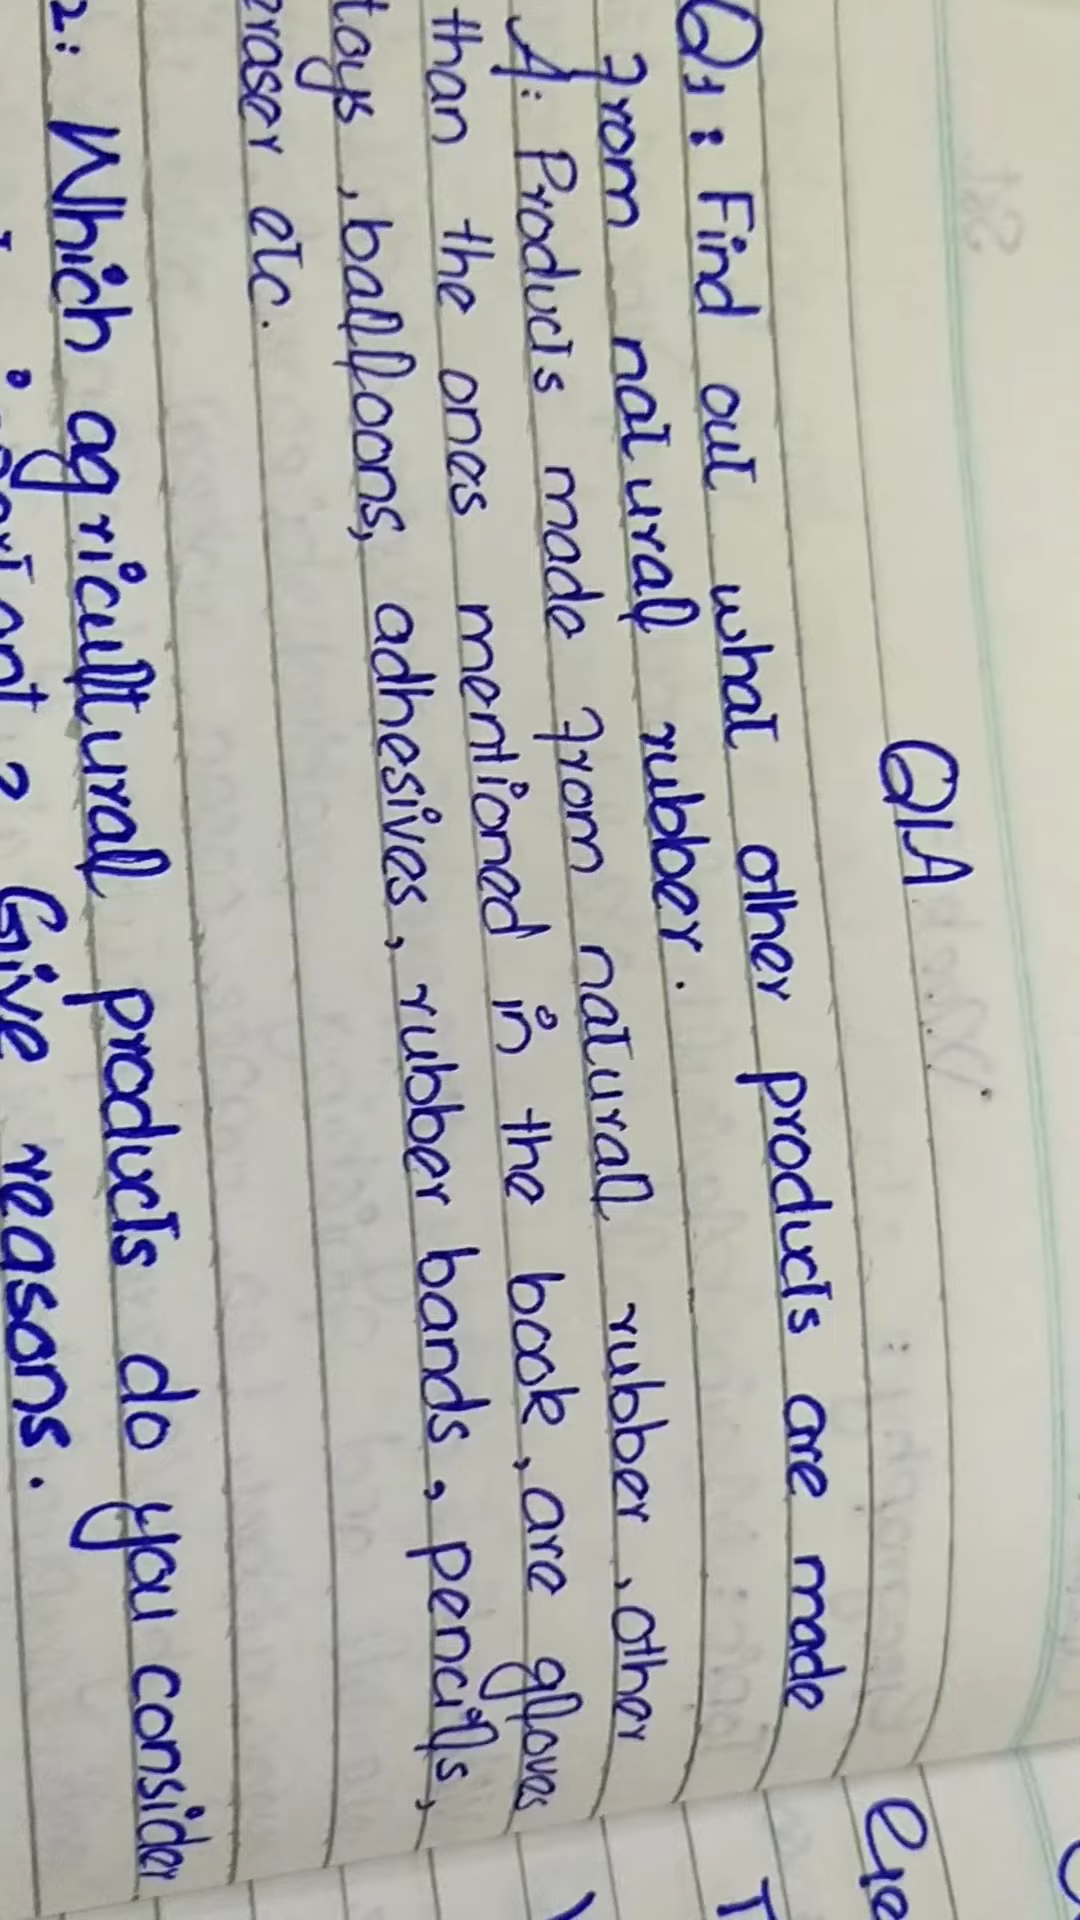 Q/A
Q1: Find out what other products are made
from natural rubber.
A: Products made from natural rubber, other
than the ones mentioned in the book, are gloves
toys, balloons, adhesives, rubber bands, pencils,
eraser etc.
2: Which agricultural products do you consider
important? Give reasons.